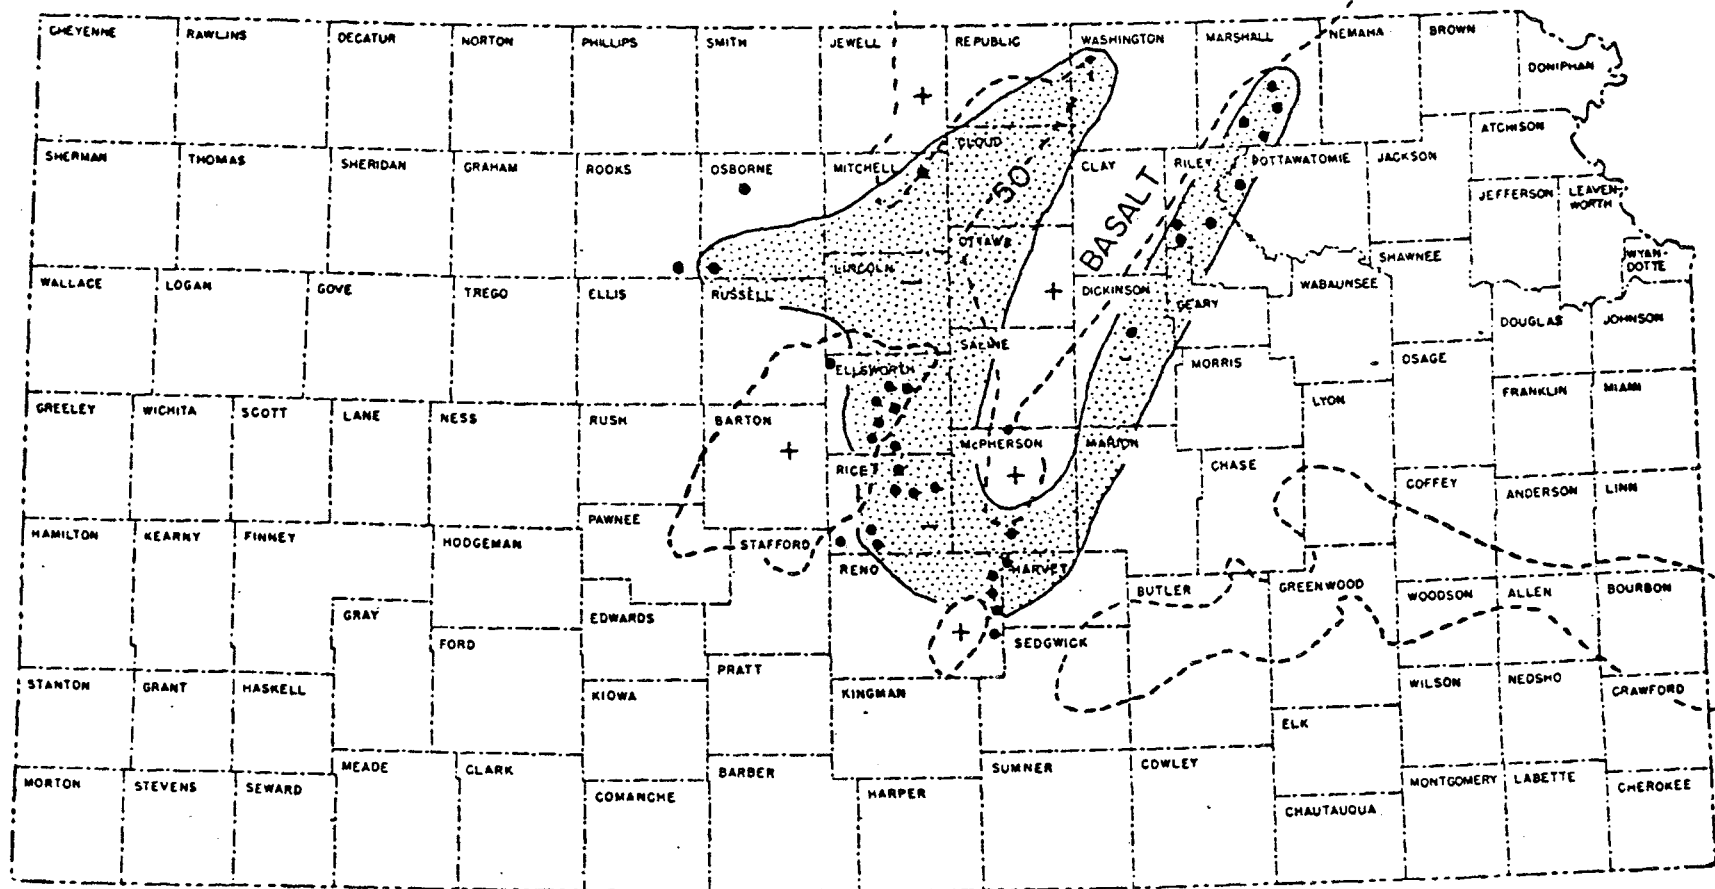 CHEYENNE
RAWLINS
DECATUR
NORTON
PHILLIPS
SMITH
JEWELL
REPUBLIC
WASHINGTON
MARSHALL
NEMAHA
BROWN
DONIPHAN
SHERMAN
THOMAS
SHERIDAN
GRAHAM
ROOKS
OSBORNE
MITCHELL
CLOUD
CLAY
RILEY
POTTAWATOMIE
JACKSON
ATCHISON
JEFFERSON
LEAVEN-
WORTH
50
BASALT
OTTAWA
WALLACE
LOGAN
GOVE
TREGO
ELLIS
RUSSELL
LINCOLN
DICKINSON
GEARY
WABAUNSEE
SHAWNEE
WYAN-
DOTTE
DOUGLAS
JOHNSON
SALINE
MORRIS
OSAGE
ELLSWORTH
GREELEY
WICHITA
SCOTT
LANE
NESS
RUSH
BARTON
RICE
McPHERSON
MARION
CHASE
LYON
FRANKLIN
MIAMI
COFFEY
ANDERSON
LINN
HAMILTON
KEARNY
FINNEY
HODGEMAN
PAWNEE
STAFFORD
RENO
HARVEY
BUTLER
GREENWOOD
WOODSON
ALLEN
BOURBON
GRAY
FORD
EDWARDS
SEDGWICK
PRATT
STANTON
GRANT
HASKELL
KIOWA
KINGMAN
ELK
WILSON
NEOSHO
CRAWFORD
MORTON
STEVENS
SEWARD
MEADE
CLARK
COMANCHE
BARBER
HARPER
SUMNER
COWLEY
CHAUTAUQUA
MONTGOMERY
LABETTE
CHEROKEE